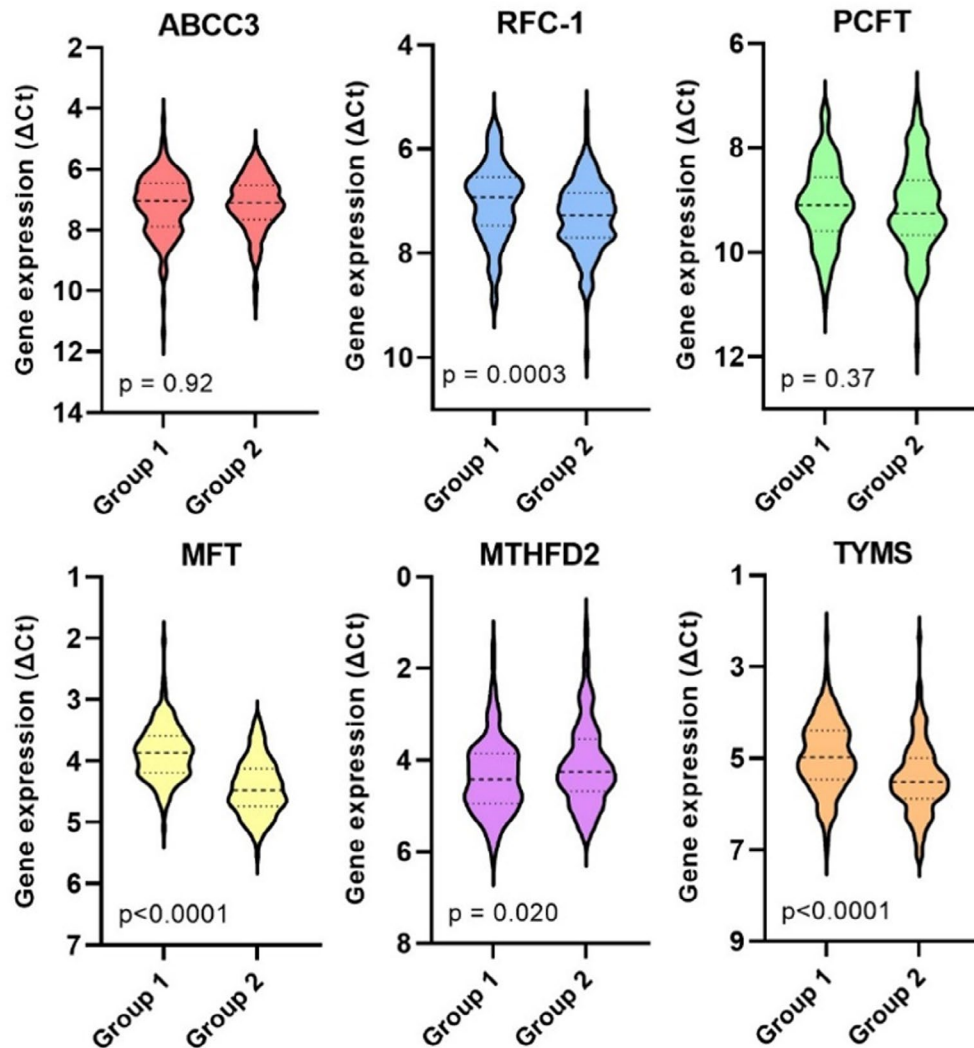 ABCC3
Gene expression (ΔCt)
2
4
6
8
10
12
14
p = 0.92
Group 1
Group 2
RFC-1
Gene expression (ΔCt)
4
6
8
10
p = 0.0003
Group 1
Group 2
PCFT
Gene expression (ΔCt)
6
8
10
12
p = 0.37
Group 1
Group 2
MFT
Gene expression (ΔCt)
1
2
3
4
5
6
7
p<0.0001
Group 1
Group 2
MTHFD2
Gene expression (ΔCt)
0
2
4
6
8
p = 0.020
Group 1
Group 2
TYMS
Gene expression (ΔCt)
1
3
5
7
9
p<0.0001
Group 1
Group 2